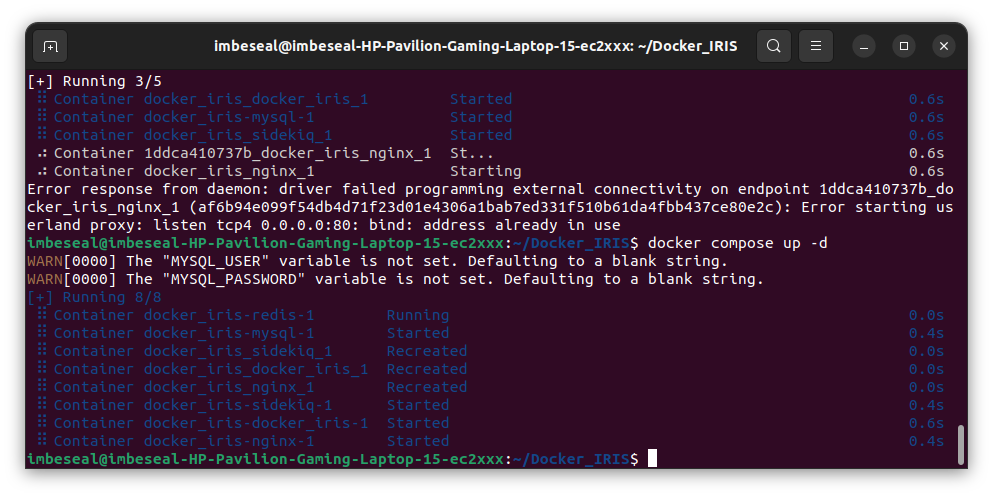 imbeseal@imbeseal-HP-Pavilion-Gaming-Laptop-15-ec2xxx: ~/Docker_IRIS
[+] Running 3/5
⠿ Container docker_iris_docker_iris_1 Started 0.6s
⠿ Container docker_iris-mysql-1 Started 0.6s
⠿ Container docker_iris_sidekiq_1 Started 0.6s
⠴ Container 1ddca410737b_docker_iris_nginx_1 St... 0.6s
⠴ Container docker_iris_nginx_1 Starting 0.6s
Error response from daemon: driver failed programming external connectivity on endpoint 1ddca410737b_do
cker_iris_nginx_1 (af6b94e099f54db4d71f23d01e4306a1bab7ed331f510b61da4fbb437ce80e2c): Error starting us
erland proxy: listen tcp4 0.0.0.0:80: bind: address already in use
imbeseal@imbeseal-HP-Pavilion-Gaming-Laptop-15-ec2xxx:~/Docker_IRIS$ docker compose up -d
WARN[0000] The "MYSQL_USER" variable is not set. Defaulting to a blank string.
WARN[0000] The "MYSQL_PASSWORD" variable is not set. Defaulting to a blank string.
[+] Running 8/8
⠿ Container docker_iris-redis-1 Running 0.0s
⠿ Container docker_iris-mysql-1 Started 0.4s
⠿ Container docker_iris_sidekiq_1 Recreated 0.0s
⠿ Container docker_iris_docker_iris_1 Recreated 0.0s
⠿ Container docker_iris_nginx_1 Recreated 0.0s
⠿ Container docker_iris-sidekiq-1 Started 0.4s
⠿ Container docker_iris-docker_iris-1 Started 0.6s
⠿ Container docker_iris-nginx-1 Started 0.4s
imbeseal@imbeseal-HP-Pavilion-Gaming-Laptop-15-ec2xxx:~/Docker_IRIS$